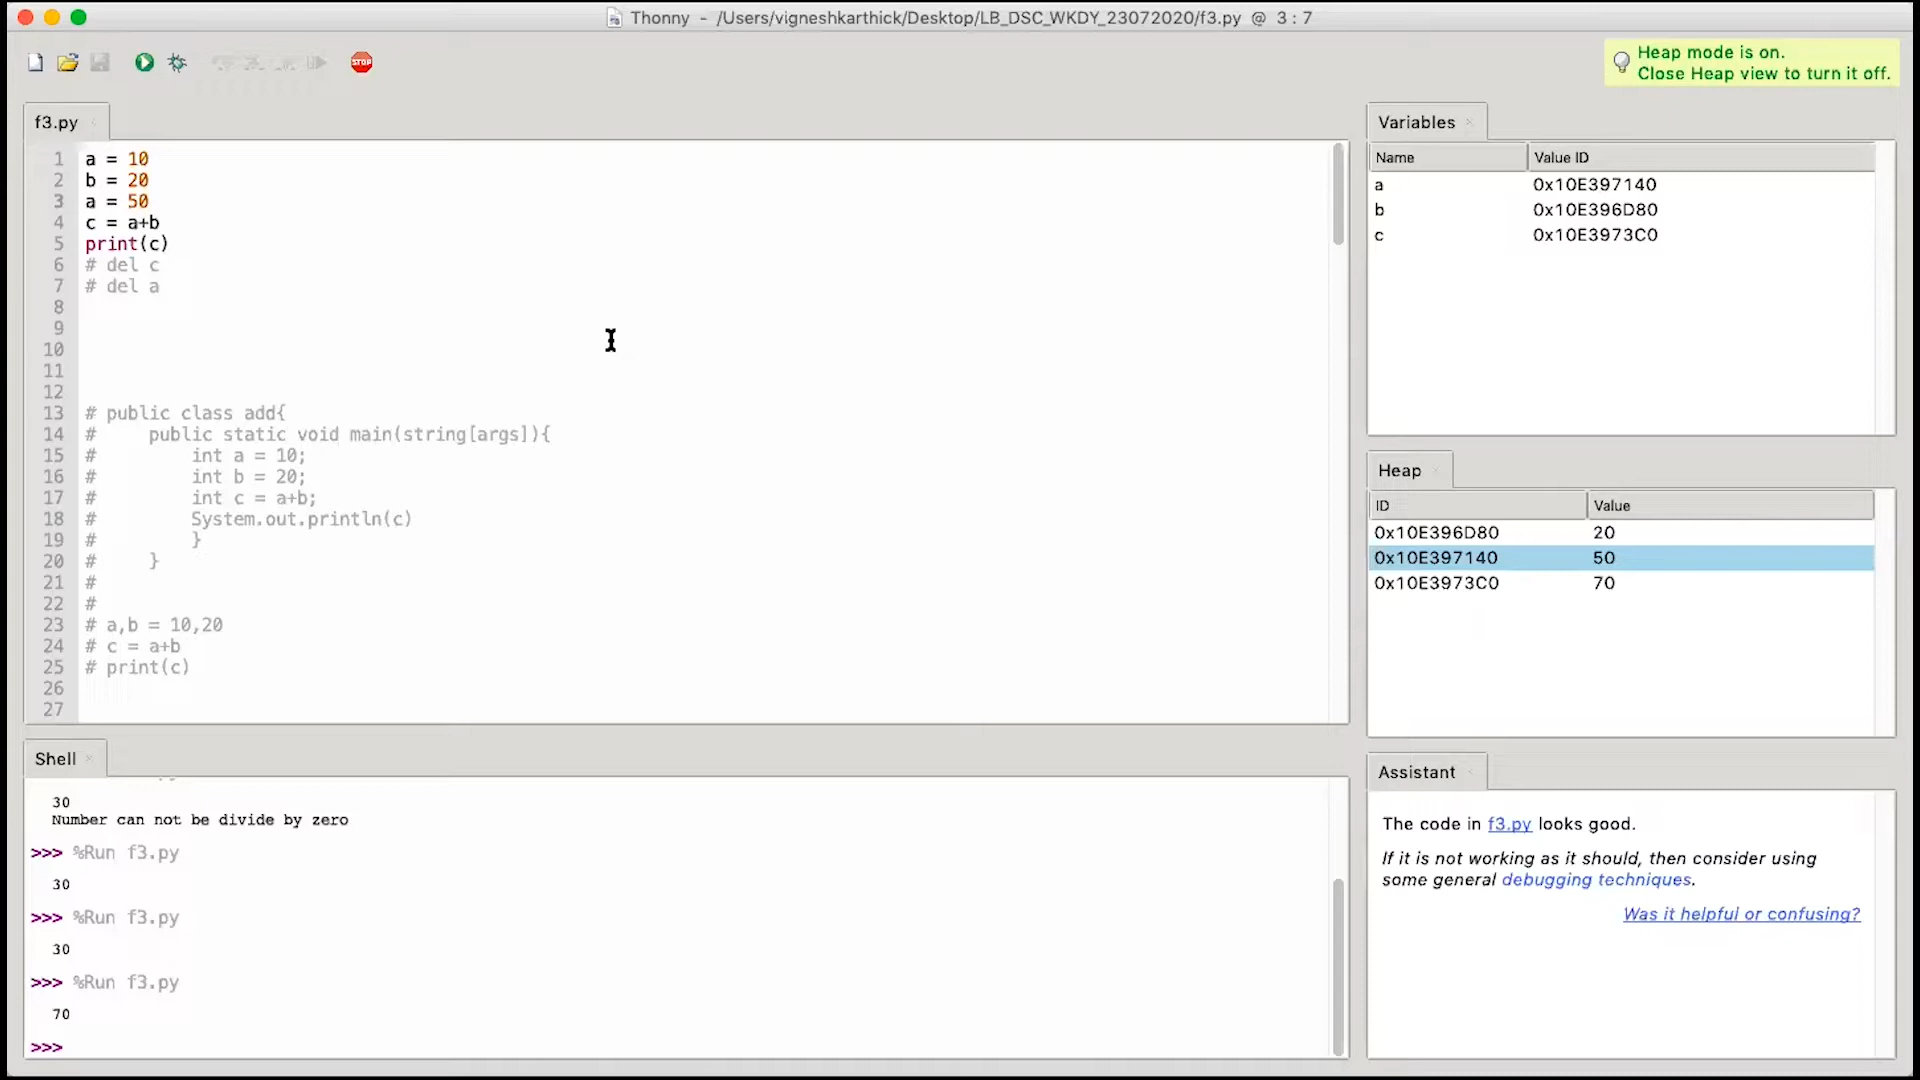 Thonny - /Users/vigneshkarthick/Desktop/LB_DSC_WKDY_23072020/f3.py @ 3 : 7
STOP
Heap mode is on.
Close Heap view to turn it off.
f3.py
1 a = 10
2 b = 20
3 a = 50
4 c = a+b
5 print(c)
6 # del c
7 # del a
8
9
10
11
12
13 # public class add{
14 #     public static void main(string[args]){
15 #         int a = 10;
16 #         int b = 20;
17 #         int c = a+b;
18 #         System.out.println(c)
19 #         }
20 #     }
21 #
22 #
23 # a,b = 10,20
24 # c = a+b
25 # print(c)
26
27
Shell
30
Number can not be divide by zero
>>> %Run f3.py
30
>>> %Run f3.py
30
>>> %Run f3.py
70
>>>
Variables
Name Value ID
a 0x10E397140
b 0x10E396D80
c 0x10E3973C0
Heap
ID Value
0x10E396D80 20
0x10E397140 50
0x10E3973C0 70
Assistant
The code in f3.py looks good.
If it is not working as it should, then consider using
some general debugging techniques.
Was it helpful or confusing?